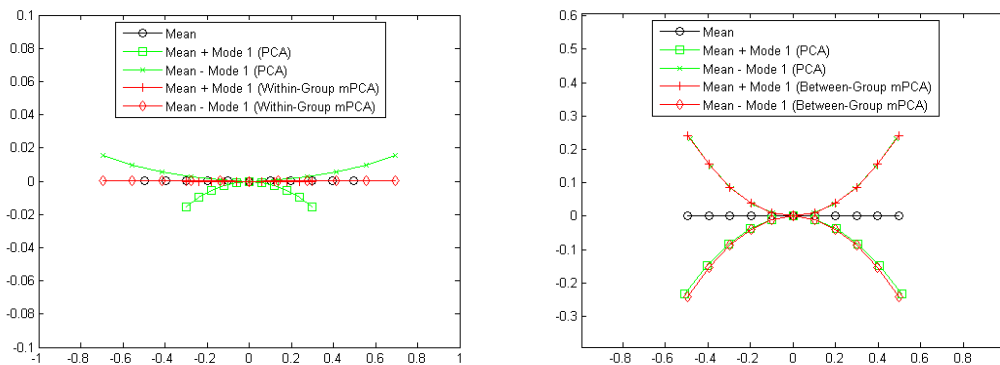 0.1
0.08
0.06
0.04
0.02
0
-0.02
-0.04
-0.06
-0.08
-0.1
-1 -0.8 -0.6 -0.4 -0.2 0 0.2 0.4 0.6 0.8 1
Mean
Mean + Mode 1 (PCA)
Mean - Mode 1 (PCA)
Mean + Mode 1 (Within-Group mPCA)
Mean - Mode 1 (Within-Group mPCA)
0.6
0.5
0.4
0.3
0.2
0.1
0
-0.1
-0.2
-0.3
-0.8 -0.6 -0.4 -0.2 0 0.2 0.4 0.6 0.8
Mean
Mean + Mode 1 (PCA)
Mean - Mode 1 (PCA)
Mean + Mode 1 (Between-Group mPCA)
Mean - Mode 1 (Between-Group mPCA)